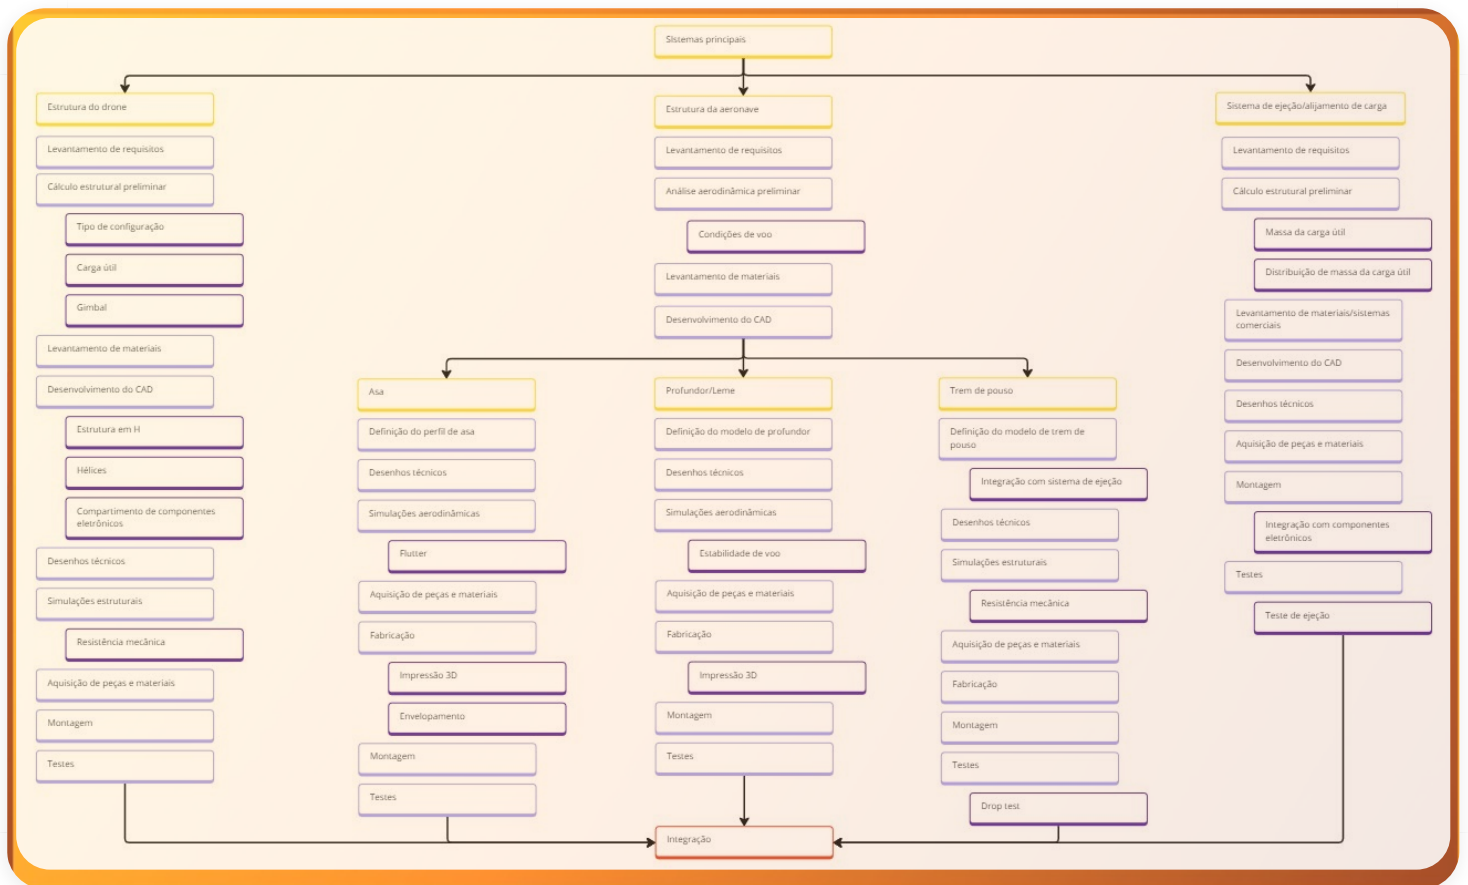 Sistemas principais
Estrutura do drone
Levantamento de requisitos
Cálculo estrutural preliminar
Tipo de configuração
Carga útil
Gimbal
Levantamento de materiais
Desenvolvimento do CAD
Estrutura em H
Hélices
Compartimento de componentes
eletrônicos
Desenhos técnicos
Simulações estruturais
Resistência mecânica
Aquisição de peças e materiais
Montagem
Testes
Estrutura da aeronave
Levantamento de requisitos
Análise aerodinâmica preliminar
Condições de voo
Levantamento de materiais
Desenvolvimento do CAD
Asa
Definição do perfil de asa
Desenhos técnicos
Simulações aerodinâmicas
Flutter
Aquisição de peças e materiais
Fabricação
Impressão 3D
Envelopamento
Montagem
Testes
Profundor/Leme
Definição do modelo de profundor
Desenhos técnicos
Simulações aerodinâmicas
Estabilidade de voo
Aquisição de peças e materiais
Fabricação
Impressão 3D
Montagem
Testes
Trem de pouso
Definição do modelo de trem de
pouso
Integração com sistema de ejeção
Desenhos técnicos
Simulações estruturais
Resistência mecânica
Aquisição de peças e materiais
Fabricação
Montagem
Testes
Drop test
Sistema de ejeção/alijamento de carga
Levantamento de requisitos
Cálculo estrutural preliminar
Massa da carga útil
Distribuição de massa da carga útil
Levantamento de materiais/sistemas
comerciais
Desenvolvimento do CAD
Desenhos técnicos
Aquisição de peças e materiais
Montagem
Integração com componentes
eletrônicos
Testes
Teste de ejeção
Integração